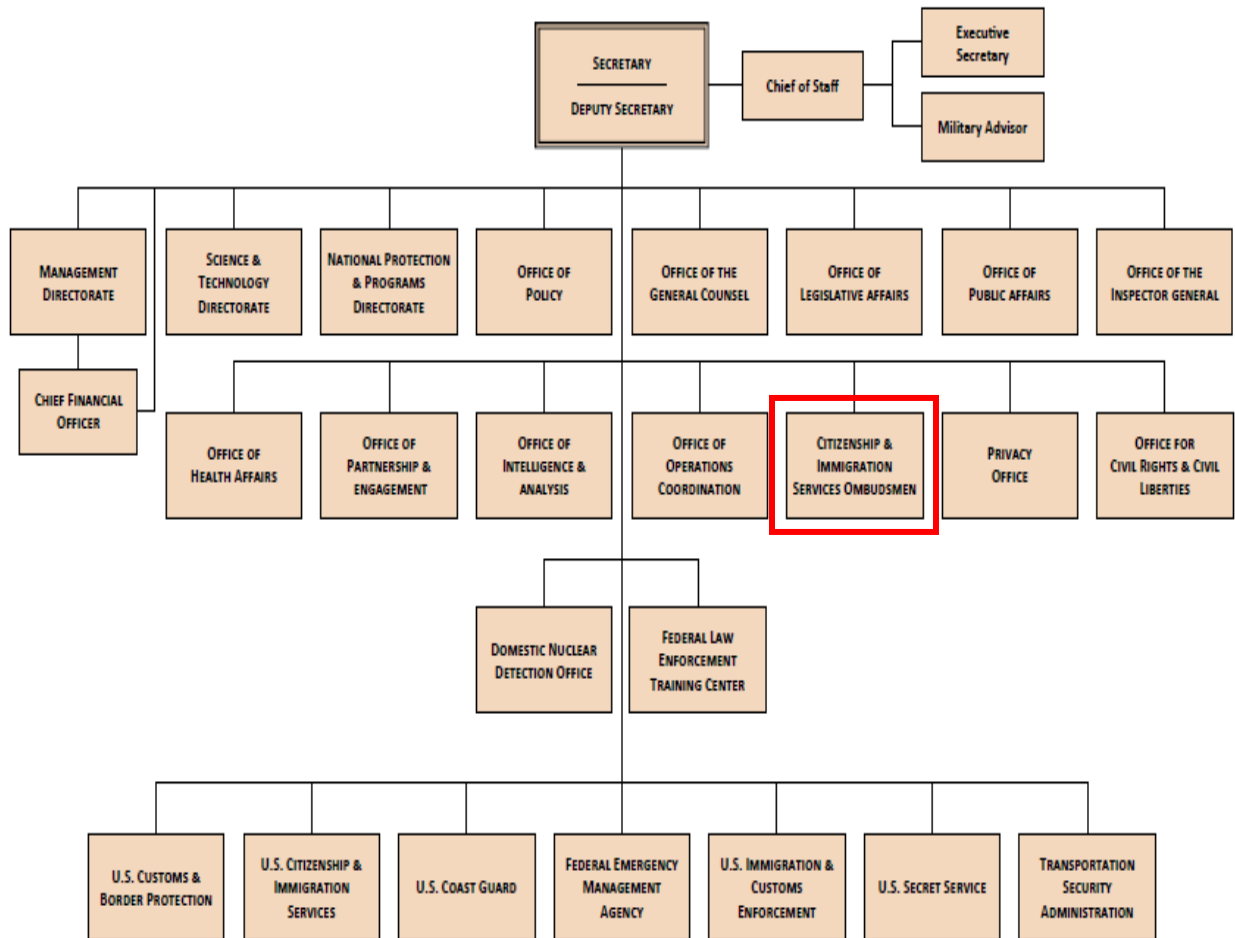 SECRETARY
DEPUTY SECRETARY
Chief of Staff
Executive
Secretary
Military Advisor
MANAGEMENT
DIRECTORATE
SCIENCE &
TECHNOLOGY
DIRECTORATE
NATIONAL PROTECTION
& PROGRAMS
DIRECTORATE
OFFICE OF
POLICY
OFFICE OF THE
GENERAL COUNSEL
OFFICE OF
LEGISLATIVE AFFAIRS
OFFICE OF
PUBLIC AFFAIRS
OFFICE OF THE
INSPECTOR GENERAL
CHIEF FINANCIAL
OFFICER
OFFICE OF
HEALTH AFFAIRS
OFFICE OF
PARTNERSHIP &
ENGAGEMENT
OFFICE OF
INTELLIGENCE &
ANALYSIS
OFFICE OF
OPERATIONS
COORDINATION
CITIZENSHIP &
IMMIGRATION
SERVICES OMBUDSMEN
PRIVACY
OFFICE
OFFICE FOR
CIVIL RIGHTS & CIVIL
LIBERTIES
DOMESTIC NUCLEAR
DETECTION OFFICE
FEDERAL LAW
ENFORCEMENT
TRAINING CENTER
U.S. CUSTOMS &
BORDER PROTECTION
U.S. CITIZENSHIP &
IMMIGRATION
SERVICES
U.S. COAST GUARD
FEDERAL EMERGENCY
MANAGEMENT
AGENCY
U.S. IMMIGRATION &
CUSTOMS
ENFORCEMENT
U.S. SECRET SERVICE
TRANSPORTATION
SECURITY
ADMINISTRATION